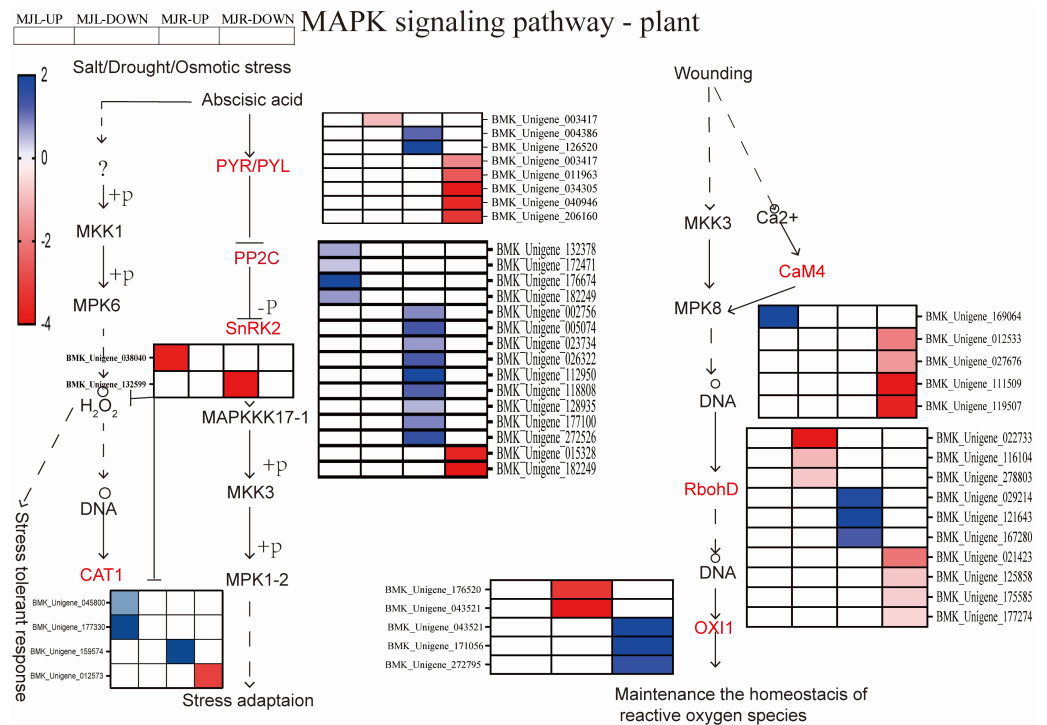 MJL-UP MJL-DOWN MJR-UP MJR-DOWN
MAPK signaling pathway - plant
2
0
-2
-4
Salt/Drought/Osmotic stress
Abscisic acid
?
+p
MKK1
+p
MPK6
H2O2
DNA
CAT1
Stress tolerant response
PYR/PYL
PP2C
-p
SnRK2
MAPKKK17-1
+p
MKK3
+p
MPK1-2
Stress adaptaion
BMK_Unigene_038040
BMK_Unigene_132599
BMK_Unigene_045800
BMK_Unigene_177330
BMK_Unigene_159574
BMK_Unigene_012573
BMK_Unigene_003417
BMK_Unigene_004386
BMK_Unigene_126520
BMK_Unigene_003417
BMK_Unigene_011963
BMK_Unigene_034305
BMK_Unigene_040946
BMK_Unigene_206160
BMK_Unigene_132378
BMK_Unigene_172471
BMK_Unigene_176674
BMK_Unigene_182249
BMK_Unigene_002756
BMK_Unigene_005074
BMK_Unigene_023734
BMK_Unigene_026322
BMK_Unigene_112950
BMK_Unigene_118808
BMK_Unigene_128935
BMK_Unigene_177100
BMK_Unigene_272526
BMK_Unigene_015328
BMK_Unigene_182249
BMK_Unigene_176520
BMK_Unigene_043521
BMK_Unigene_043521
BMK_Unigene_171056
BMK_Unigene_272795
Wounding
MKK3
Ca2+
CaM4
MPK8
DNA
RbohD
DNA
OXI1
Maintenance the homeostacis of
reactive oxygen species
BMK_Unigene_169064
BMK_Unigene_012533
BMK_Unigene_027676
BMK_Unigene_111509
BMK_Unigene_119507
BMK_Unigene_022733
BMK_Unigene_116104
BMK_Unigene_278803
BMK_Unigene_029214
BMK_Unigene_121643
BMK_Unigene_167280
BMK_Unigene_021423
BMK_Unigene_125858
BMK_Unigene_175585
BMK_Unigene_177274